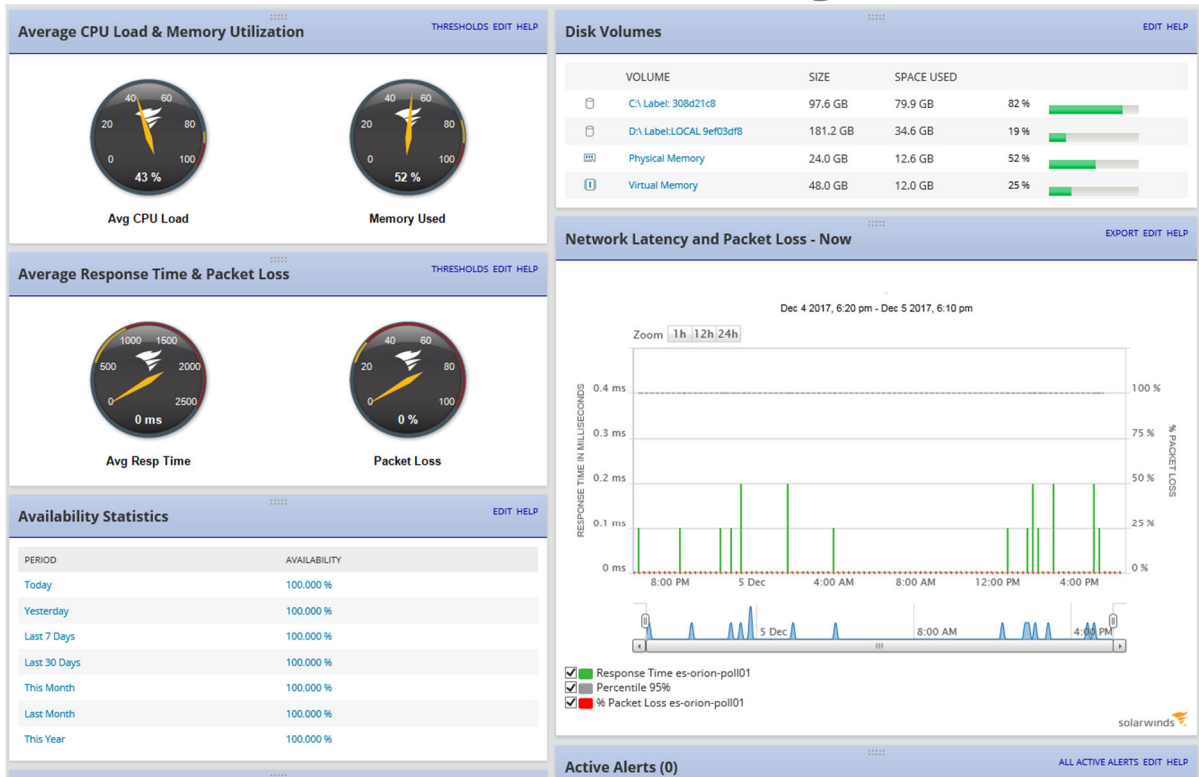 Average CPU Load & Memory Utilization THRESHOLDS EDIT HELP
40 60
20 80
0 100
43 %
Avg CPU Load
40 60
20 80
0 100
52 %
Memory Used
Average Response Time & Packet Loss THRESHOLDS EDIT HELP
1000 1500
500 2000
0 2500
0 ms
Avg Resp Time
40 60
20 80
0 100
0 %
Packet Loss
Availability Statistics EDIT HELP
PERIOD AVAILABILITY
Today 100.000 %
Yesterday 100.000 %
Last 7 Days 100.000 %
Last 30 Days 100.000 %
This Month 100.000 %
Last Month 100.000 %
This Year 100.000 %
Disk Volumes EDIT HELP
VOLUME SIZE SPACE USED
C:\ Label: 308d21c8 97.6 GB 79.9 GB 82 %
D:\ Label:LOCAL 9ef03df8 181.2 GB 34.6 GB 19 %
Physical Memory 24.0 GB 12.6 GB 52 %
Virtual Memory 48.0 GB 12.0 GB 25 %
Network Latency and Packet Loss - Now EXPORT EDIT HELP
Dec 4 2017, 6:20 pm - Dec 5 2017, 6:10 pm
Zoom 1h 12h 24h
RESPONSE TIME IN MILLISECONDS
0.4 ms 100 %
0.3 ms 75 %
0.2 ms 50 %
0.1 ms 25 %
0 ms 0 %
% PACKET LOSS
8:00 PM 5 Dec 4:00 AM 8:00 AM 12:00 PM 4:00 PM
5 Dec 8:00 AM 4:00 PM
Response Time es-orion-poll01
Percentile 95%
% Packet Loss es-orion-poll01
solarwinds
Active Alerts (0) ALL ACTIVE ALERTS EDIT HELP